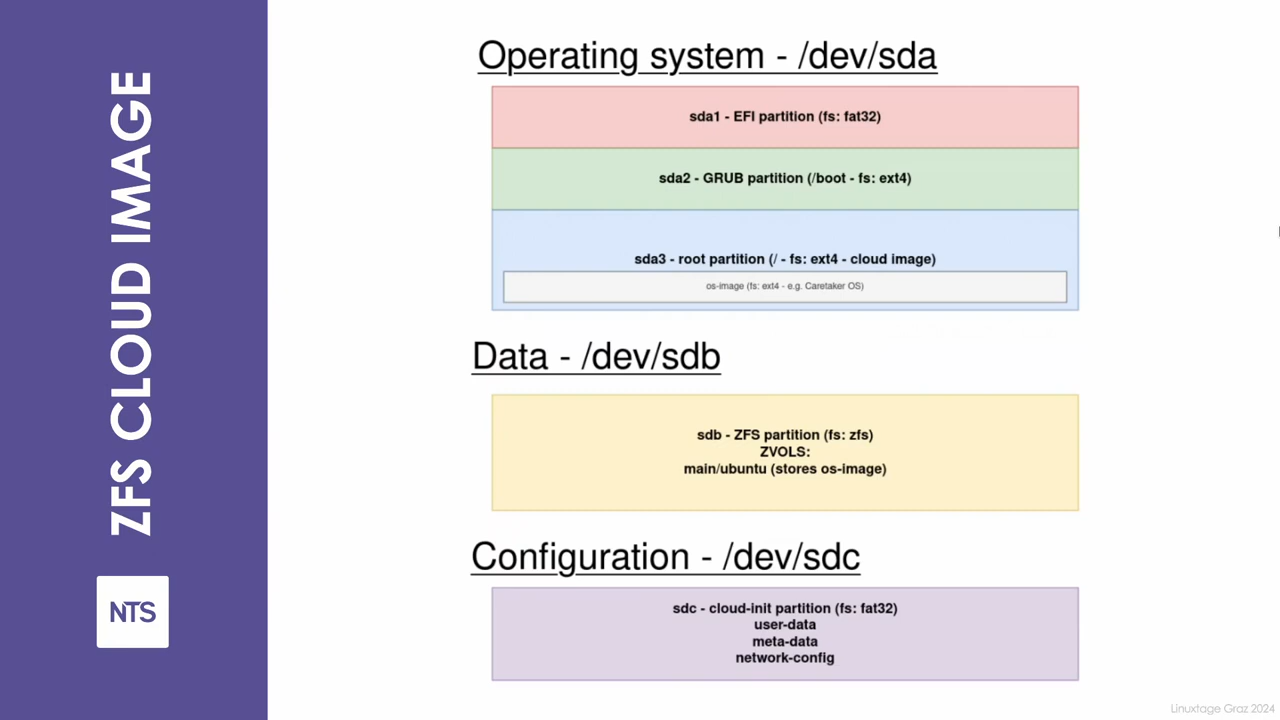 ZFS CLOUD IMAGE
NTS
Operating system - /dev/sda
sda1 - EFI partition (fs: fat32)
sda2 - GRUB partition (/boot - fs: ext4)
sda3 - root partition (/ - fs: ext4 - cloud image)
os-image (fs: ext4 - e.g. Caretaker OS)
Data - /dev/sdb
sdb - ZFS partition (fs: zfs)
ZVOLS:
main/ubuntu (stores os-image)
Configuration - /dev/sdc
sdc - cloud-init partition (fs: fat32)
user-data
meta-data
network-config
Linuxtage Graz 2024